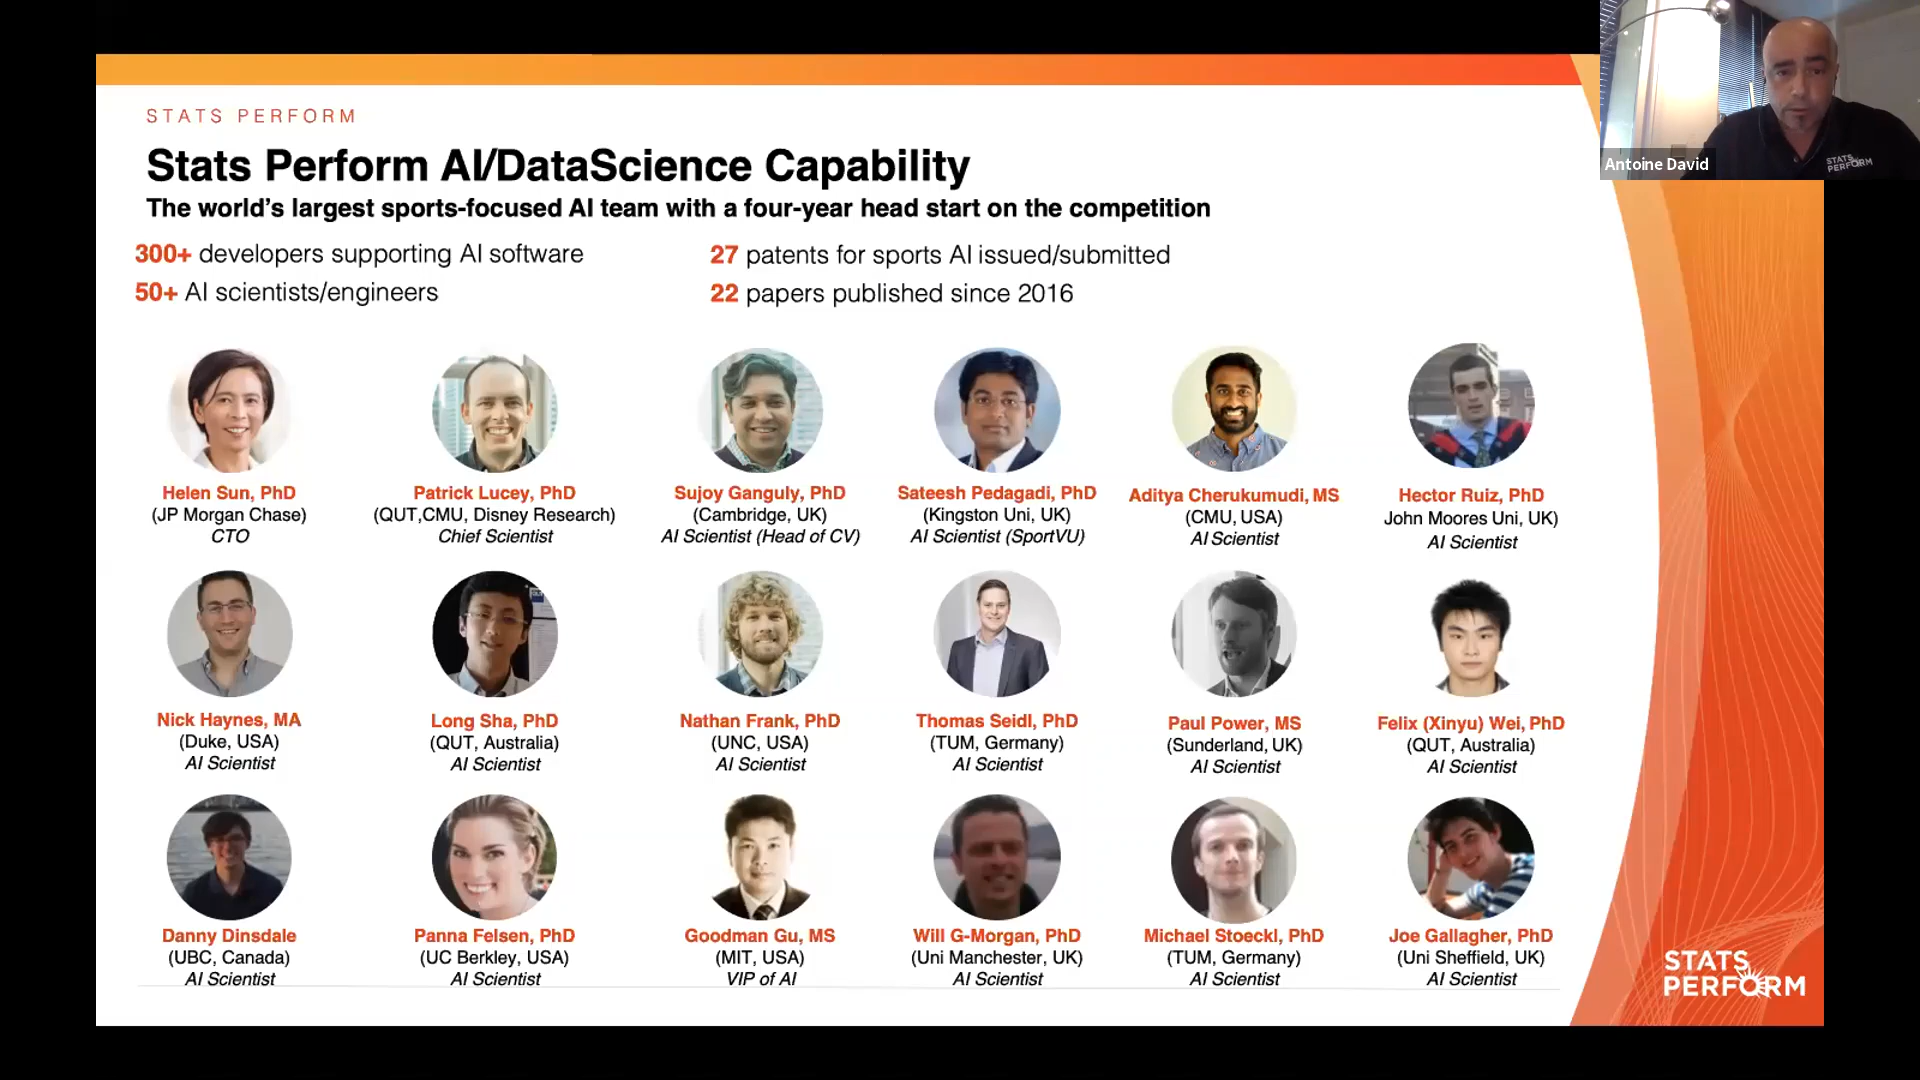 STATS PERFORM
Stats Perform AI/DataScience Capability
The world's largest sports-focused AI team with a four-year head start on the competition
300+ developers supporting AI software
50+ AI scientists/engineers
27 patents for sports AI issued/submitted
22 papers published since 2016
Helen Sun, PhD
(JP Morgan Chase)
CTO
Patrick Lucey, PhD
(QUT,CMU, Disney Research)
Chief Scientist
Sujoy Ganguly, PhD
(Cambridge, UK)
AI Scientist (Head of CV)
Sateesh Pedagadi, PhD
(Kingston Uni, UK)
AI Scientist (SportVU)
Aditya Cherukumudi, MS
(CMU, USA)
AI Scientist
Hector Ruiz, PhD
John Moores Uni, UK)
AI Scientist
Nick Haynes, MA
(Duke, USA)
AI Scientist
Long Sha, PhD
(QUT, Australia)
AI Scientist
Nathan Frank, PhD
(UNC, USA)
AI Scientist
Thomas Seidl, PhD
(TUM, Germany)
AI Scientist
Paul Power, MS
(Sunderland, UK)
AI Scientist
Felix (Xinyu) Wei, PhD
(QUT, Australia)
AI Scientist
Danny Dinsdale
(UBC, Canada)
AI Scientist
Panna Felsen, PhD
(UC Berkley, USA)
AI Scientist
Goodman Gu, MS
(MIT, USA)
VIP of AI
Will G-Morgan, PhD
(Uni Manchester, UK)
AI Scientist
Michael Stoeckl, PhD
(TUM, Germany)
AI Scientist
Joe Gallagher, PhD
(Uni Sheffield, UK)
AI Scientist
STATS
PERFORM
Antoine David
STATS
PERFORM